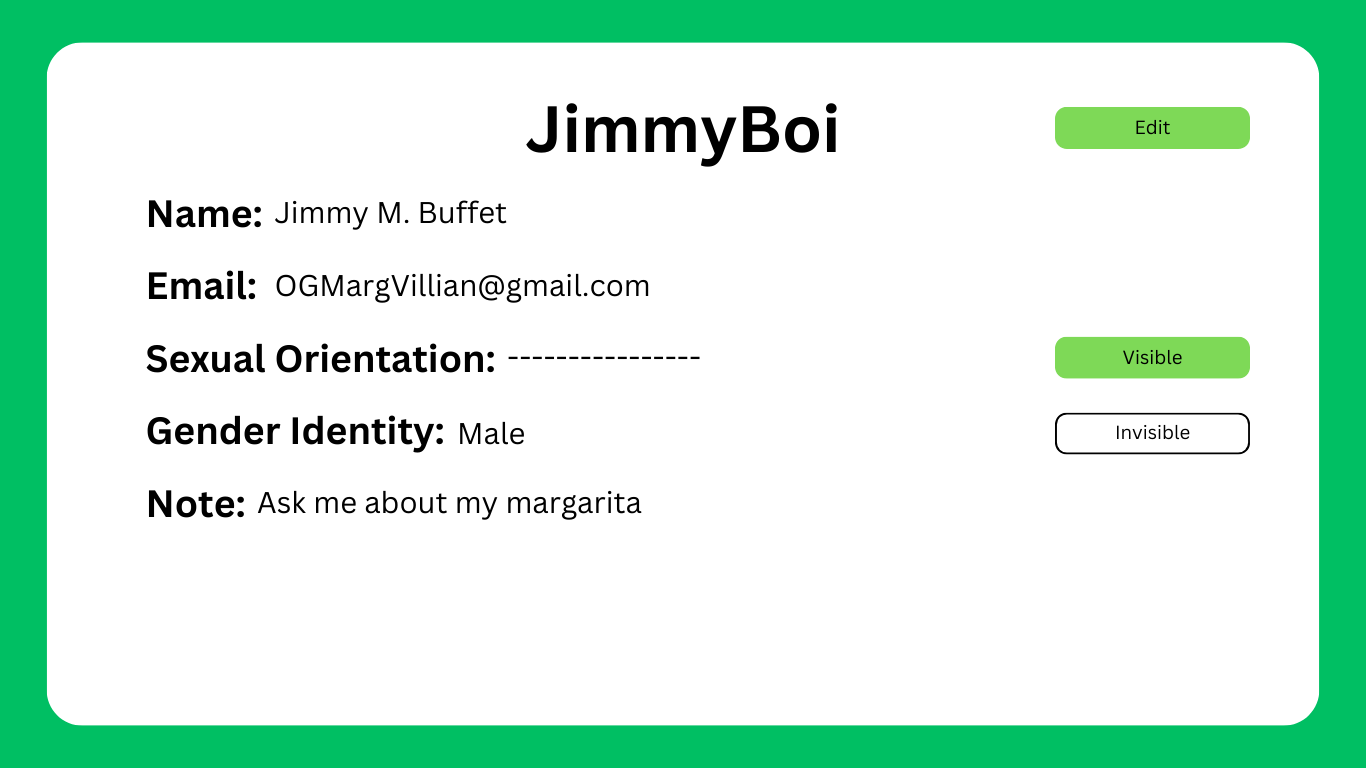 JimmyBoi
Edit
Name: Jimmy M. Buffet
Email: OGMargVillian@gmail.com
Sexual Orientation: ----------------
Visible
Gender Identity: Male
Invisible
Note: Ask me about my margarita